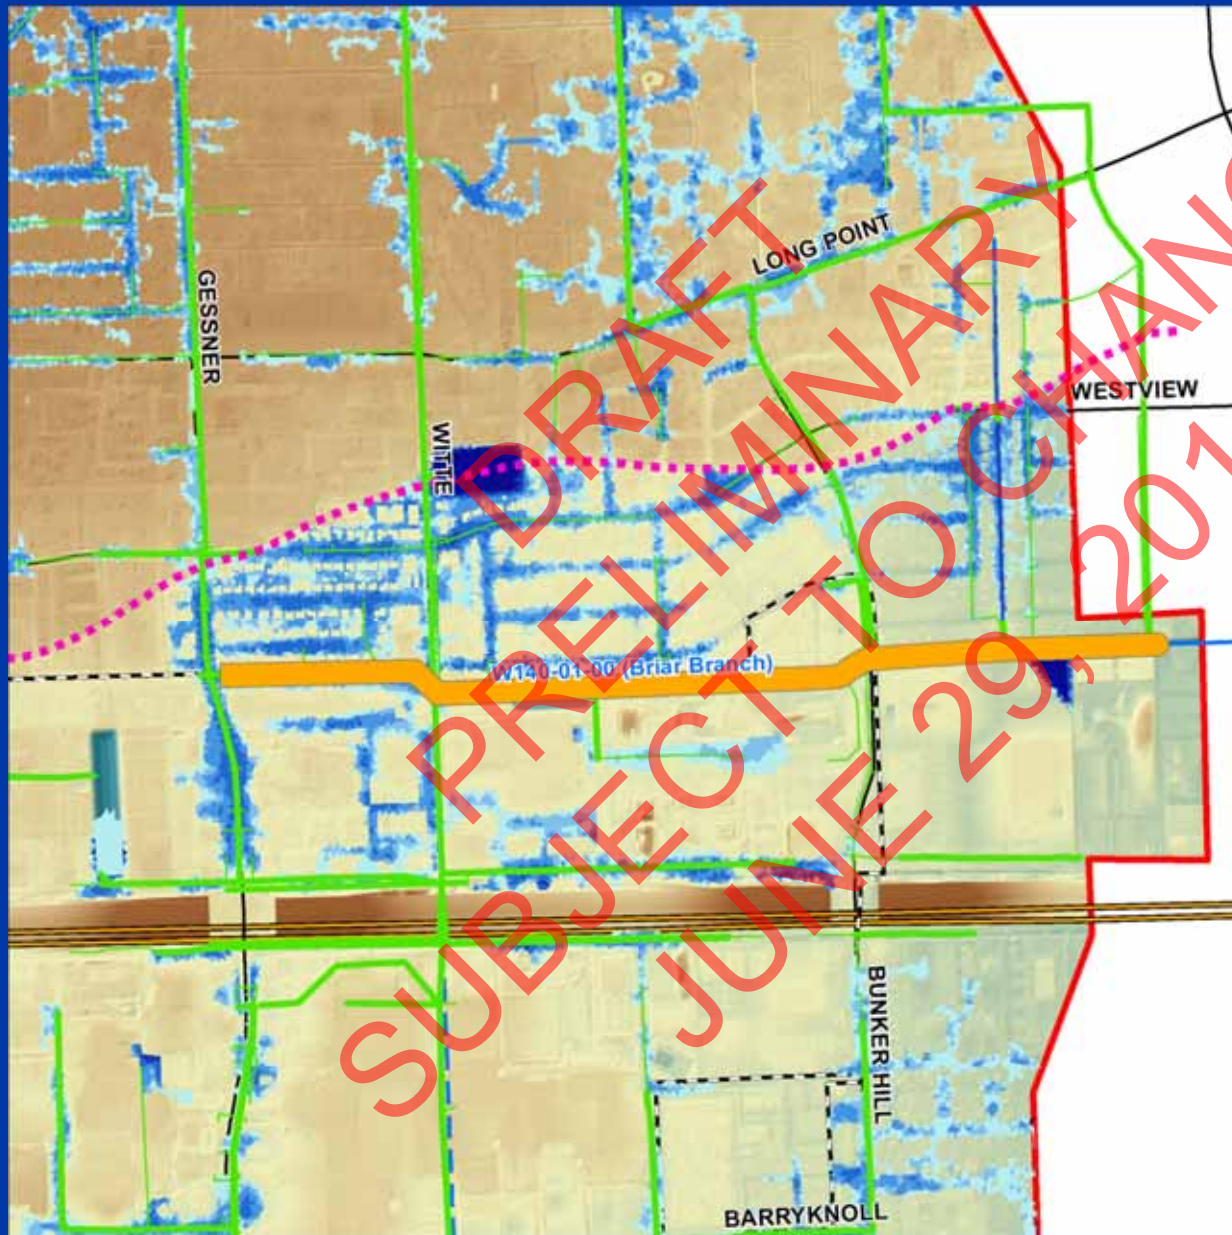 LONG POINT
GESSNER
WESTVIEW
WITTE
W140-01-00 (Briar Branch)
BUNKER HILL
BARRYKNOLL
DRAFT
PRELIMINARY
SUBJECT TO CHANG
JUNE 29, 201